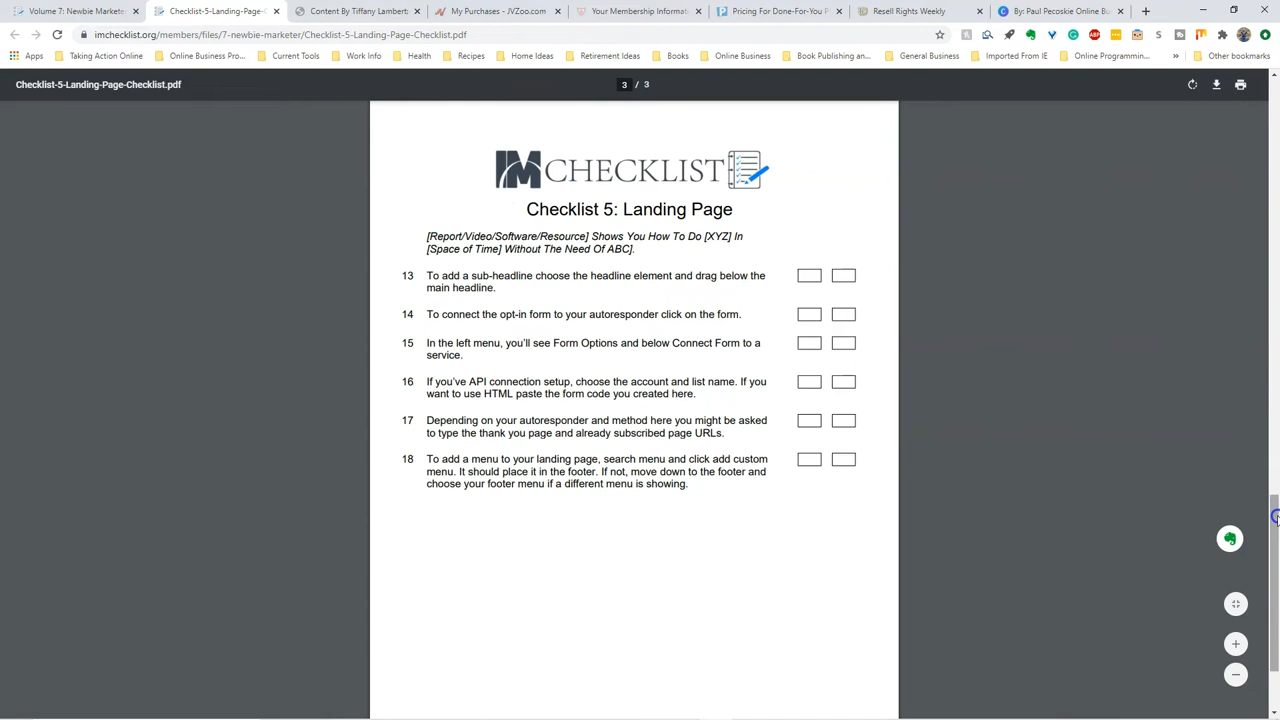 Volume 7: Newbie Markete
Checklist-5-Landing-Page-C
Content By Tiffany Lambert
My Purchases - JVZoo.com
Your Membership Informati
Pricing For Done-For-You P
Resell Rights Weekly
By: Paul Pecoskie Online Bu
imchecklist.org/members/files/7-newbie-marketer/Checklist-5-Landing-Page-Checklist.pdf
Apps
Taking Action Online
Online Business Pro...
Current Tools
Work Info
Health
Recipes
Home Ideas
Retirement Ideas
Books
Online Business
Book Publishing an...
General Business
Imported From IE
Online Programmin...
»
Other bookmarks
Checklist-5-Landing-Page-Checklist.pdf
3 / 3
IM CHECKLIST
Checklist 5: Landing Page
[Report/Video/Software/Resource] Shows You How To Do [XYZ] In
[Space of Time] Without The Need Of ABC].
13 To add a sub-headline choose the headline element and drag below the
main headline.
14 To connect the opt-in form to your autoresponder click on the form.
15 In the left menu, you'll see Form Options and below Connect Form to a
service.
16 If you've API connection setup, choose the account and list name. If you
want to use HTML paste the form code you created here.
17 Depending on your autoresponder and method here you might be asked
to type the thank you page and already subscribed page URLs.
18 To add a menu to your landing page, search menu and click add custom
menu. It should place it in the footer. If not, move down to the footer and
choose your footer menu if a different menu is showing.